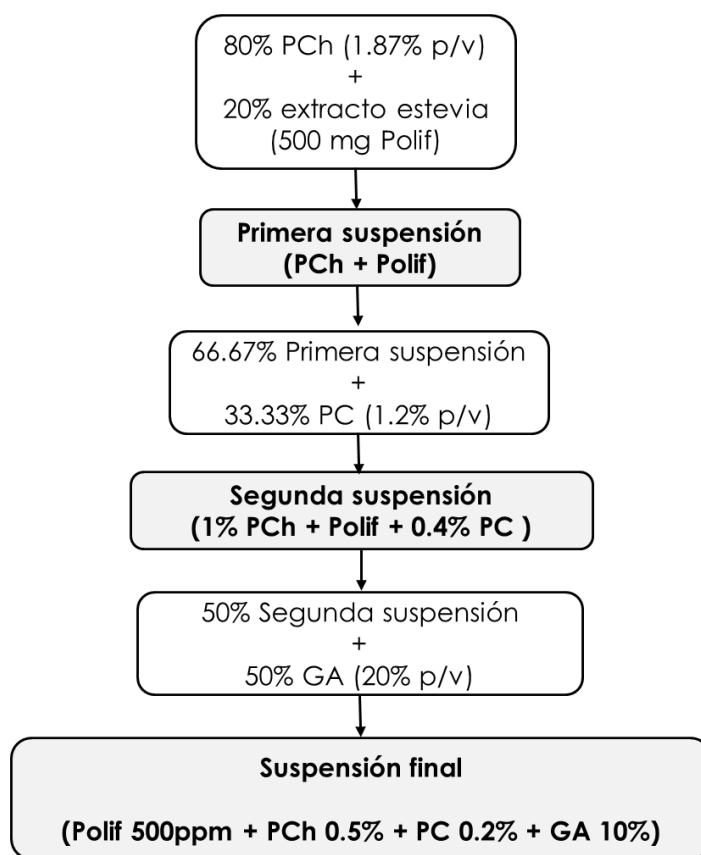 80% PCh (1.87% p/v)
+
20% extracto estevia
(500 mg Polif)
Primera suspensión
(PCh + Polif)
66.67% Primera suspensión
+
33.33% PC (1.2% p/v)
Segunda suspensión
(1% PCh + Polif + 0.4% PC )
50% Segunda suspensión
+
50% GA (20% p/v)
Suspensión final
(Polif 500ppm + PCh 0.5% + PC 0.2% + GA 10%)